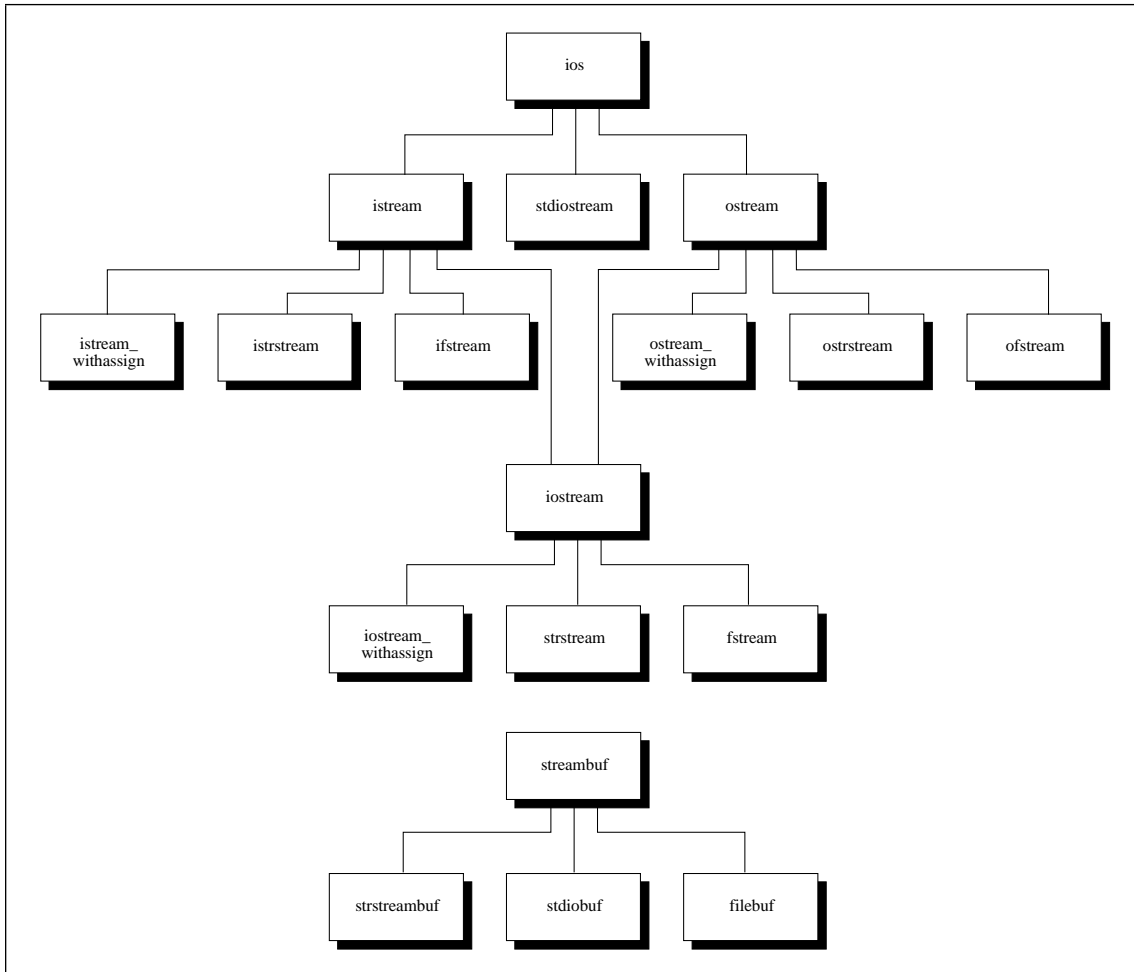 ios
istream
stdiostream
ostream
istream_
withassign
istrstream
ifstream
ostream_
withassign
ostrstream
ofstream
iostream
iostream_
withassign
strstream
fstream
streambuf
strstreambuf
stdiobuf
filebuf